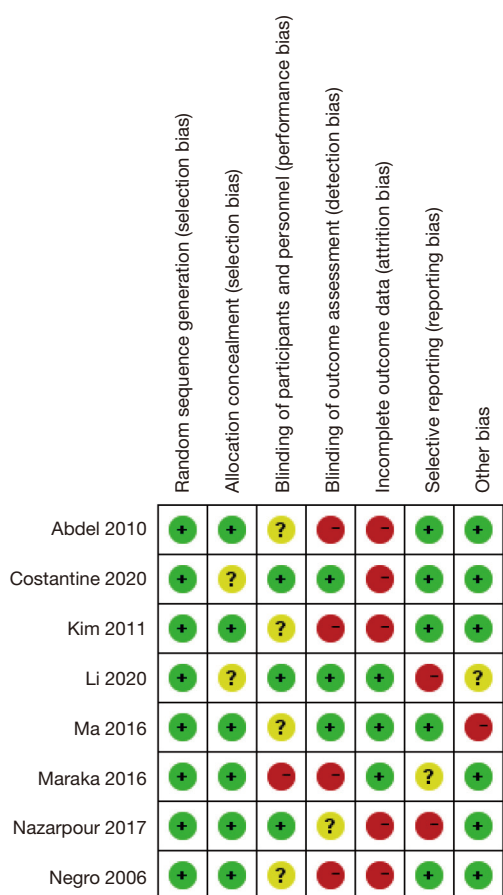 Random sequence generation (selection bias)
Allocation concealment (selection bias)
Blinding of participants and personnel (performance bias)
Blinding of outcome assessment (detection bias)
Incomplete outcome data (attrition bias)
Selective reporting (reporting bias)
Other bias
Abdel 2010 + + ? - - + +
Costantine 2020 + ? + + - + +
Kim 2011 + + ? - - + +
Li 2020 + ? + + + - ?
Ma 2016 + + ? + + + -
Maraka 2016 + + - - + ? +
Nazarpour 2017 + + + ? - - +
Negro 2006 + + ? - - + +